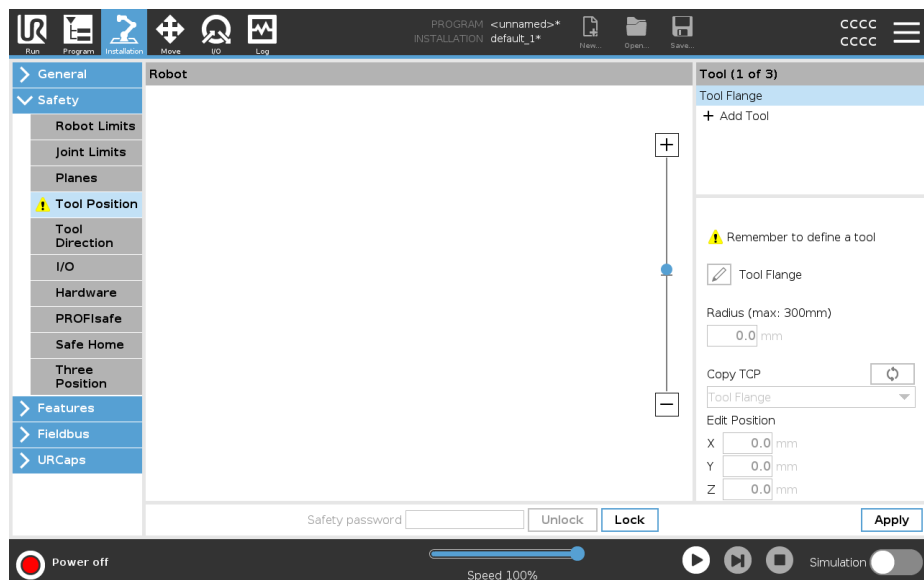 PROGRAM <unnamed>*
INSTALLATION default_1*
CCCC
CCCC
Run Program Installation Move I/O Log New... Open... Save...
General
Safety
Robot Limits
Joint Limits
Planes
Tool Position
Tool
Direction
I/O
Hardware
PROFIsafe
Safe Home
Three
Position
Features
Fieldbus
URCaps
Robot
Tool (1 of 3)
Tool Flange
+ Add Tool
Remember to define a tool
Tool Flange
Radius (max: 300mm)
0.0 mm
Copy TCP
Tool Flange
Edit Position
X 0.0 mm
Y 0.0 mm
Z 0.0 mm
Safety password Unlock Lock Apply
Power off
Speed 100%
Simulation